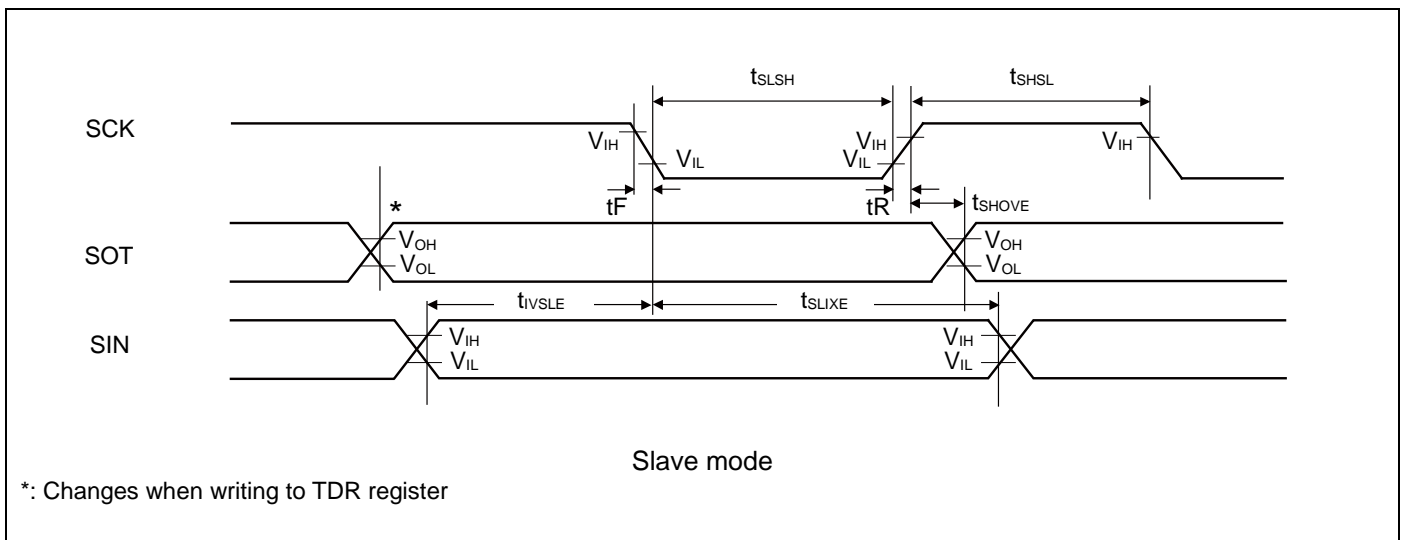 tSLSH tSHSL
SCK
VIH VIL VIH VIL VIH
tF tR tSHOVE
*
SOT
VOH VOH
VOL VOL
tIVSLE tSLIXE
SIN
VIH VIH
VIL VIL
Slave mode
*: Changes when writing to TDR register